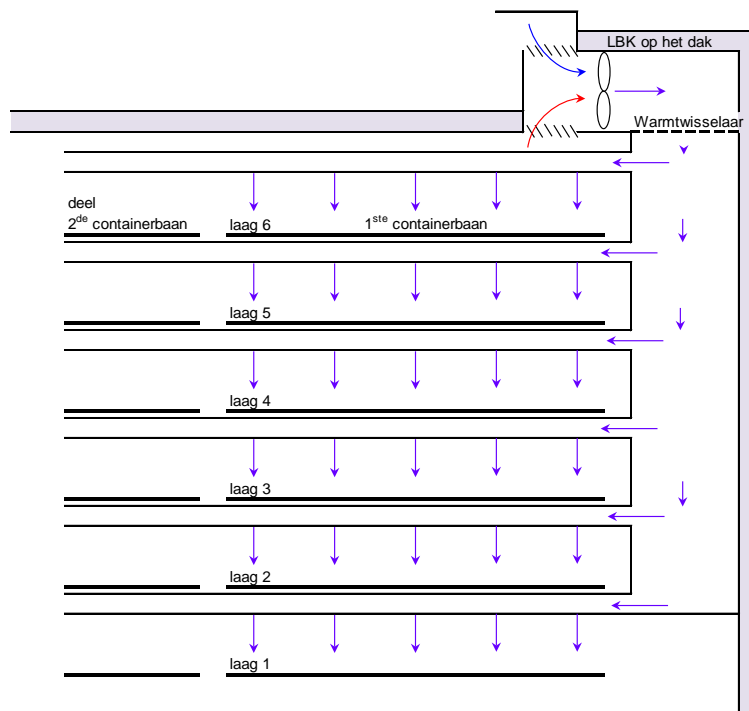 LBK op het dak
Warmtwisselaar
deel
2de containerbaan
laag 6
1ste containerbaan
laag 5
laag 4
laag 3
laag 2
laag 1